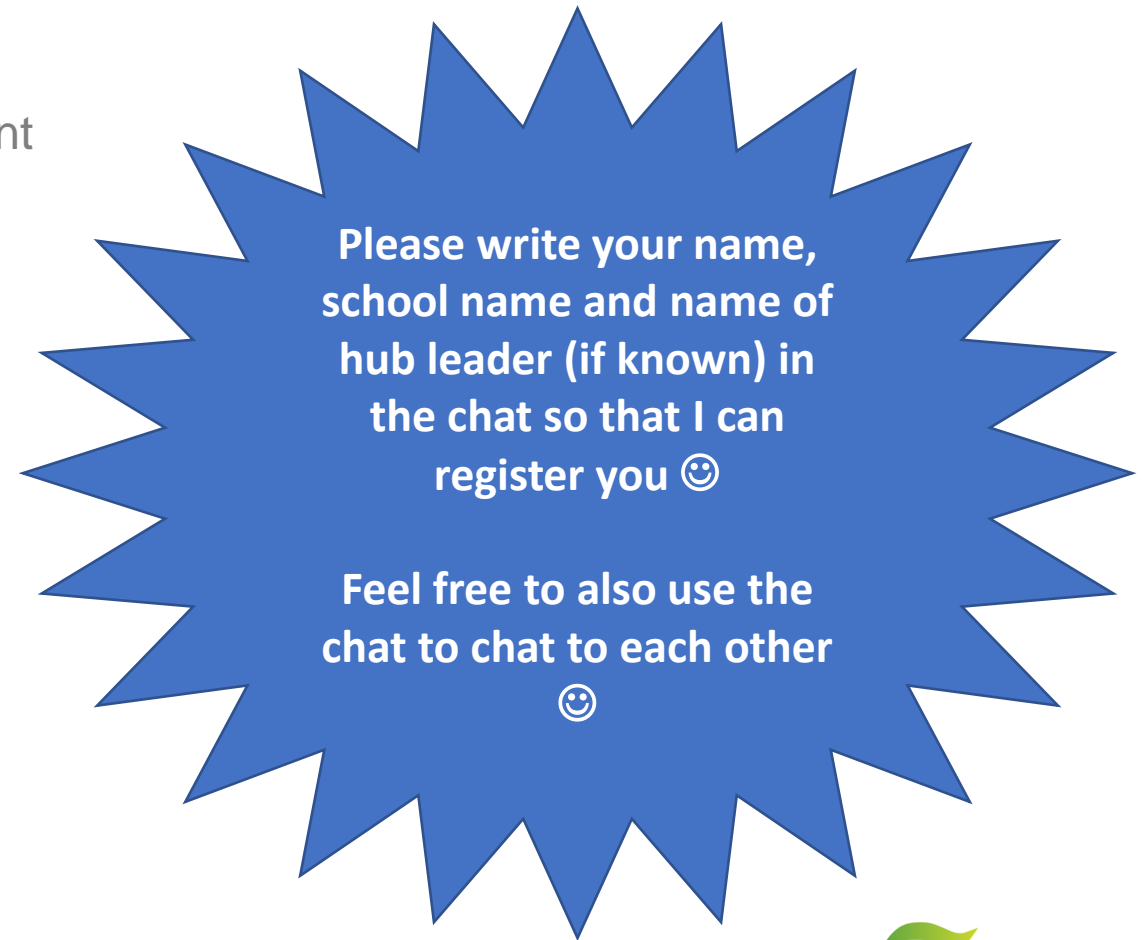 nt
Please write your name,
school name and name of
hub leader (if known) in
the chat so that I can
register you ☺
Feel free to also use the
chat to chat to each other
☺